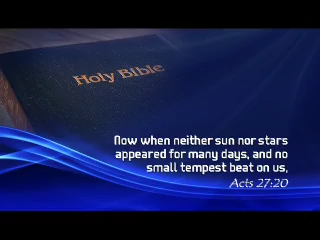 Holy Bible
Now when neither sun nor stars
appeared for many days, and no
small tempest beat on us,
Acts 27:20